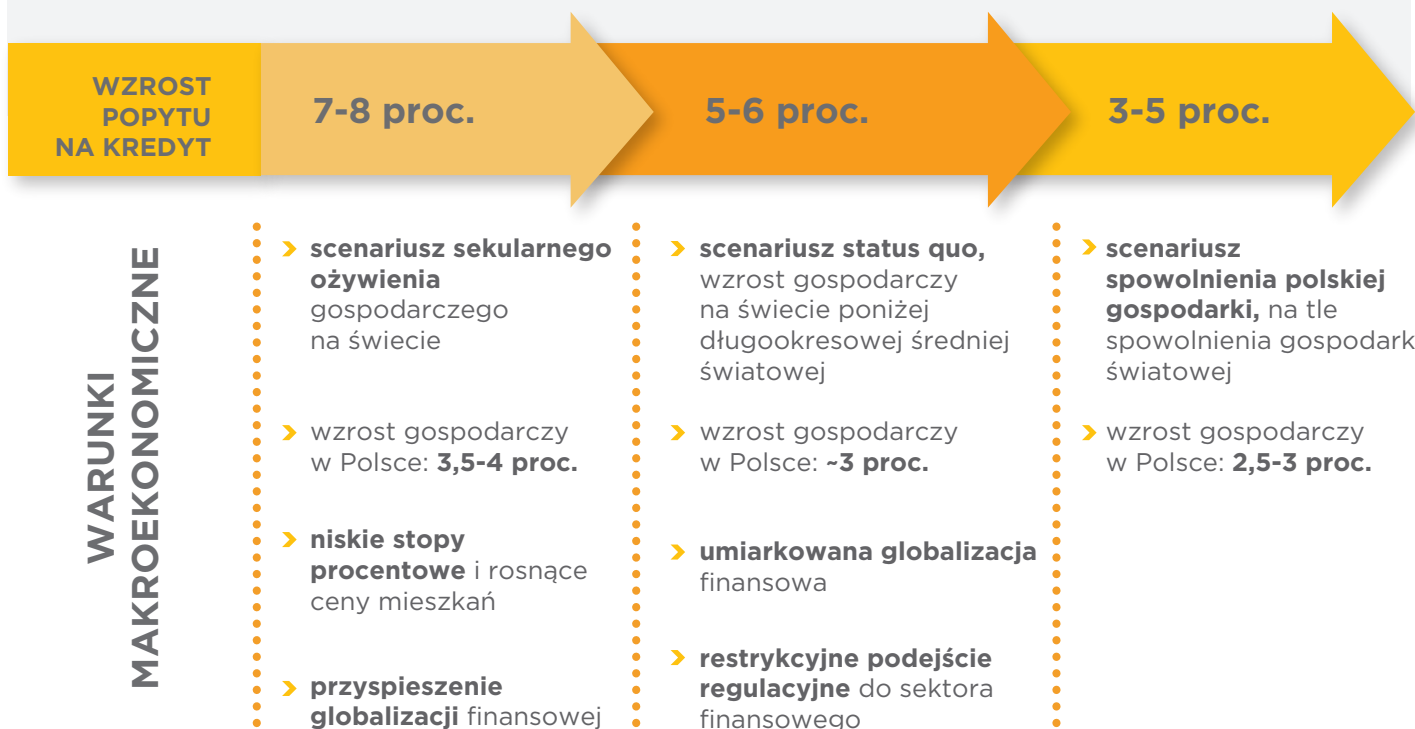 WZROST
POPYTU
NA KREDYT
7-8 proc.
5-6 proc.
3-5 proc.
WARUNKI
MAKROEKONOMICZNE
scenariusz sekularnego
ożywienia
gospodarczego
na świecie
wzrost gospodarczy
w Polsce: 3,5-4 proc.
niskie stopy
procentowe i rosnące
ceny mieszkań
przyspieszenie
globalizacji finansowej
scenariusz status quo,
wzrost gospodarczy
na świecie poniżej
długookresowej średniej
światowej
wzrost gospodarczy
w Polsce: ~3 proc.
umiarkowana globalizacja
finansowa
restrykcyjne podejście
regulacyjne do sektora
finansowego
scenariusz
spowolnienia polskiej
gospodarki, na tle
spowolnienia gospodark
światowej
wzrost gospodarczy
w Polsce: 2,5-3 proc.